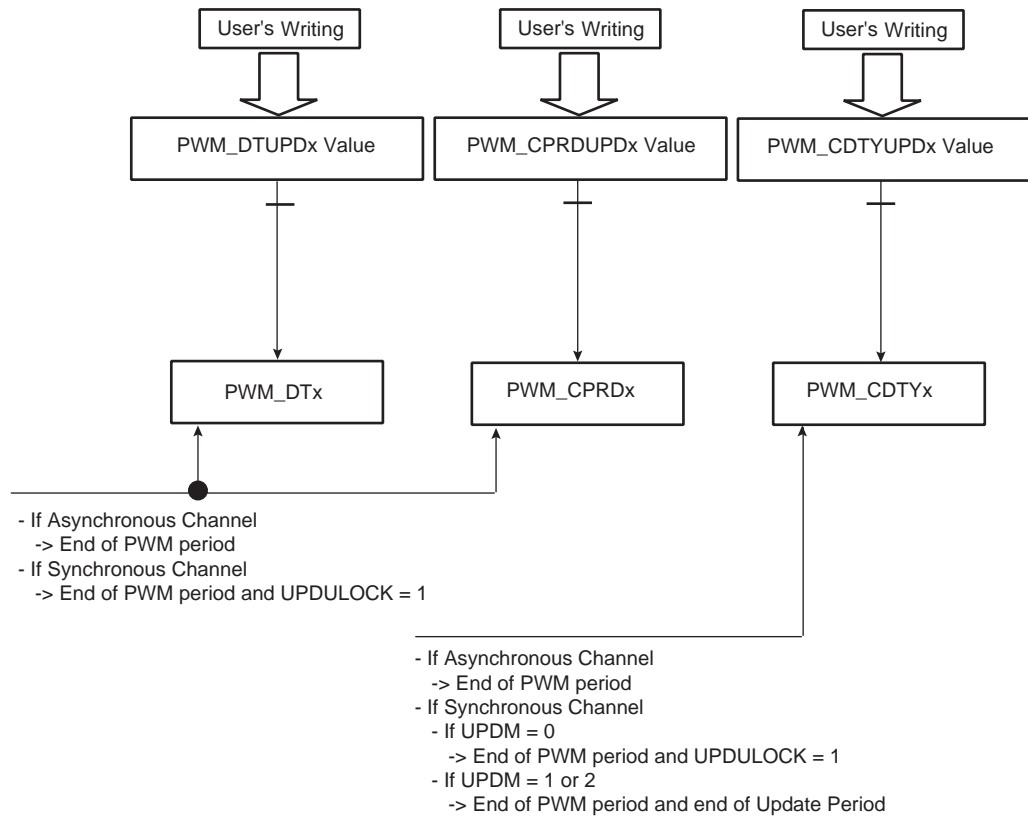 User's Writing
User's Writing
User's Writing
PWM_DTUPDx Value
PWM_CPRDUPDx Value
PWM_CDTYUPDx Value
PWM_DTx
PWM_CPRDx
PWM_CDTYx
- If Asynchronous Channel
-> End of PWM period
- If Synchronous Channel
-> End of PWM period and UPDULOCK = 1
- If Asynchronous Channel
-> End of PWM period
- If Synchronous Channel
- If UPDM = 0
-> End of PWM period and UPDULOCK = 1
- If UPDM = 1 or 2
-> End of PWM period and end of Update Period